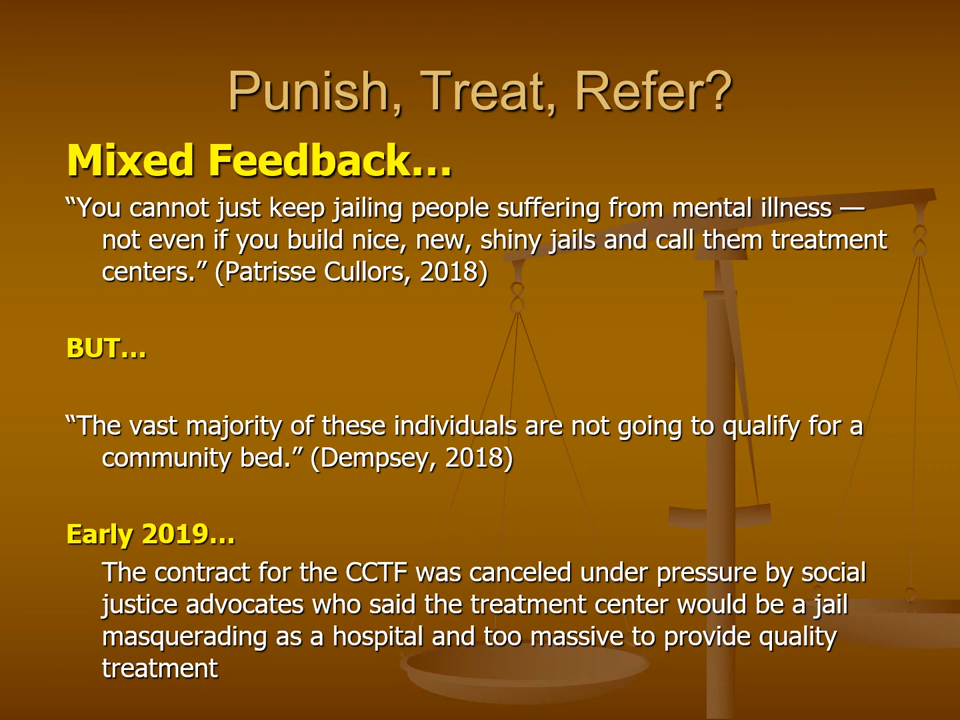 Punish, Treat, Refer?
Mixed Feedback…
“You cannot just keep jailing people suffering from mental illness —
not even if you build nice, new, shiny jails and call them treatment
centers.” (Patrisse Cullors, 2018)
BUT…
“The vast majority of these individuals are not going to qualify for a
community bed.” (Dempsey, 2018)
Early 2019…
The contract for the CCTF was canceled under pressure by social
justice advocates who said the treatment center would be a jail
masquerading as a hospital and too massive to provide quality
treatment